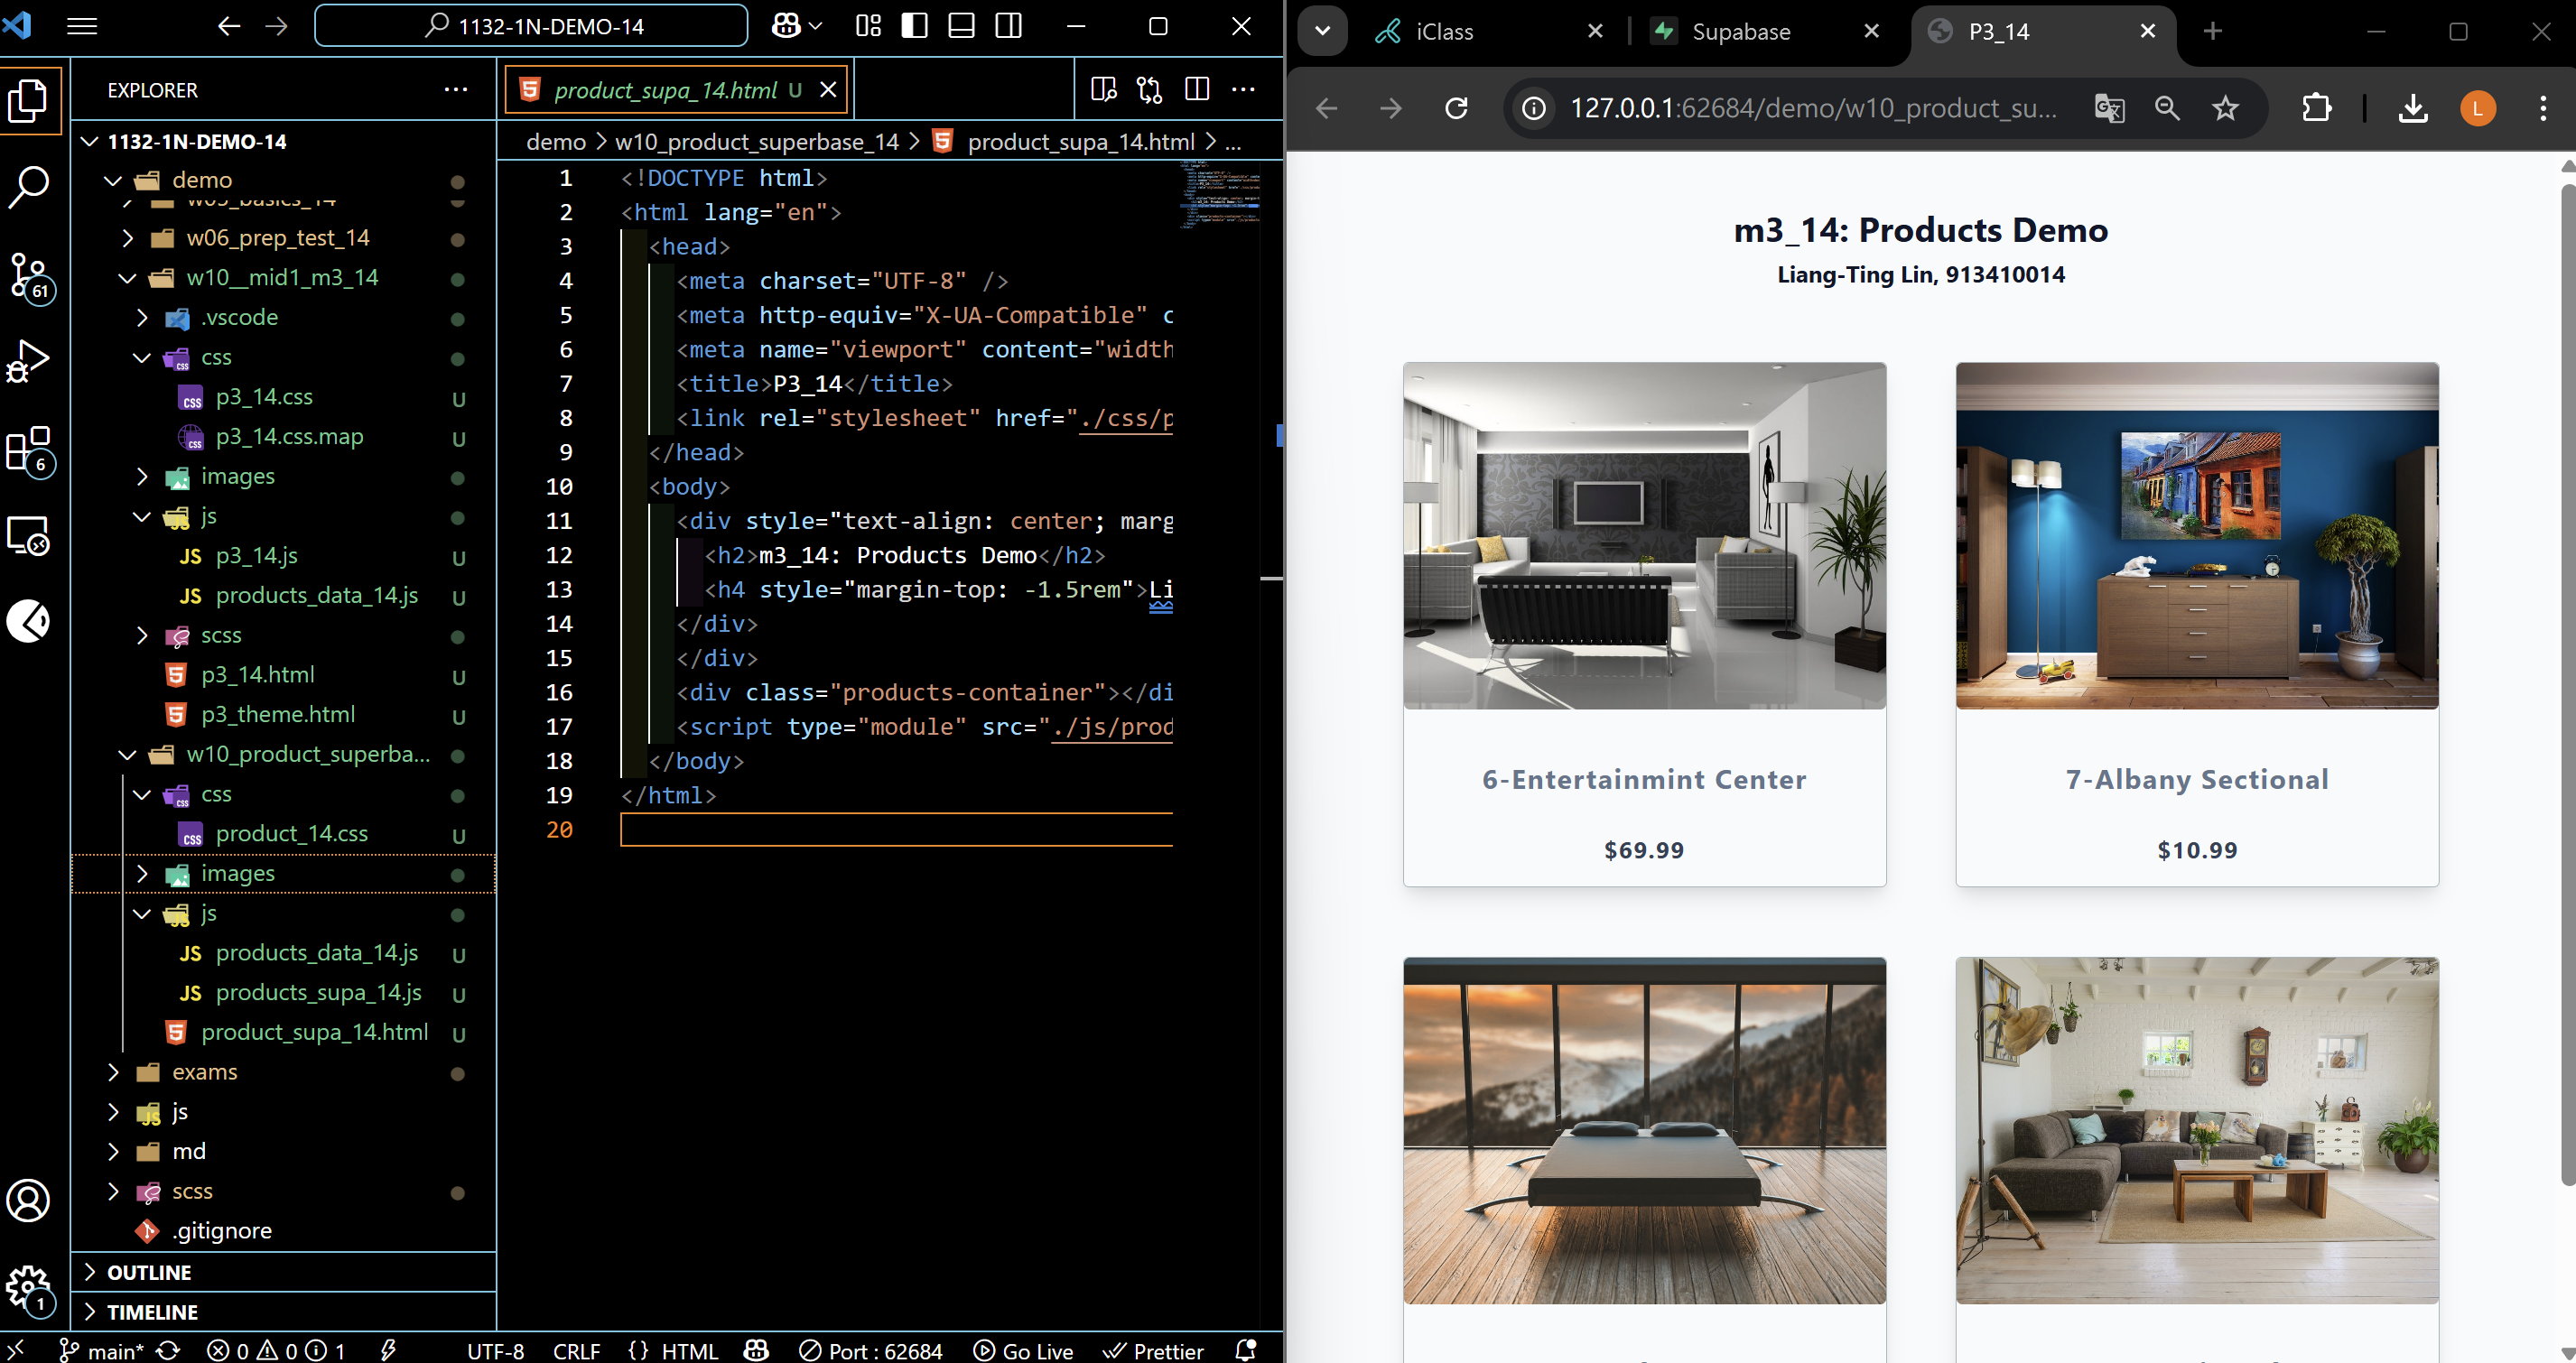 1132-1N-DEMO-14
EXPLORER
1132-1N-DEMO-14
demo
w05_basics_14
w06_prep_test_14
w10__mid1_m3_14
.vscode
css
p3_14.css U
p3_14.css.map U
images
js
JS p3_14.js U
JS products_data_14.js U
scss
p3_14.html U
p3_theme.html U
w10_product_superba...
css
product_14.css U
images
js
JS products_data_14.js U
JS products_supa_14.js U
product_supa_14.html U
exams
js
md
scss
.gitignore
OUTLINE
TIMELINE
61
6
1
product_supa_14.html U
demo > w10_product_superbase_14 > product_supa_14.html > ...
1 <!DOCTYPE html>
2 <html lang="en">
3 <head>
4 <meta charset="UTF-8" />
5 <meta http-equiv="X-UA-Compatible" c
6 <meta name="viewport" content="width
7 <title>P3_14</title>
8 <link rel="stylesheet" href="./css/p
9 </head>
10 <body>
11 <div style="text-align: center; marg
12 <h2>m3_14: Products Demo</h2>
13 <h4 style="margin-top: -1.5rem">Li
14 </div>
15 </div>
16 <div class="products-container"></di
17 <script type="module" src="./js/prod
18 </body>
19 </html>
20
main* 0 0 1 UTF-8 CRLF {} HTML Port : 62684 Go Live Prettier
iClass
Supabase
P3_14
127.0.0.1:62684/demo/w10_product_su...
L
m3_14: Products Demo
Liang-Ting Lin, 913410014
6-Entertainmint Center
$69.99
7-Albany Sectional
$10.99